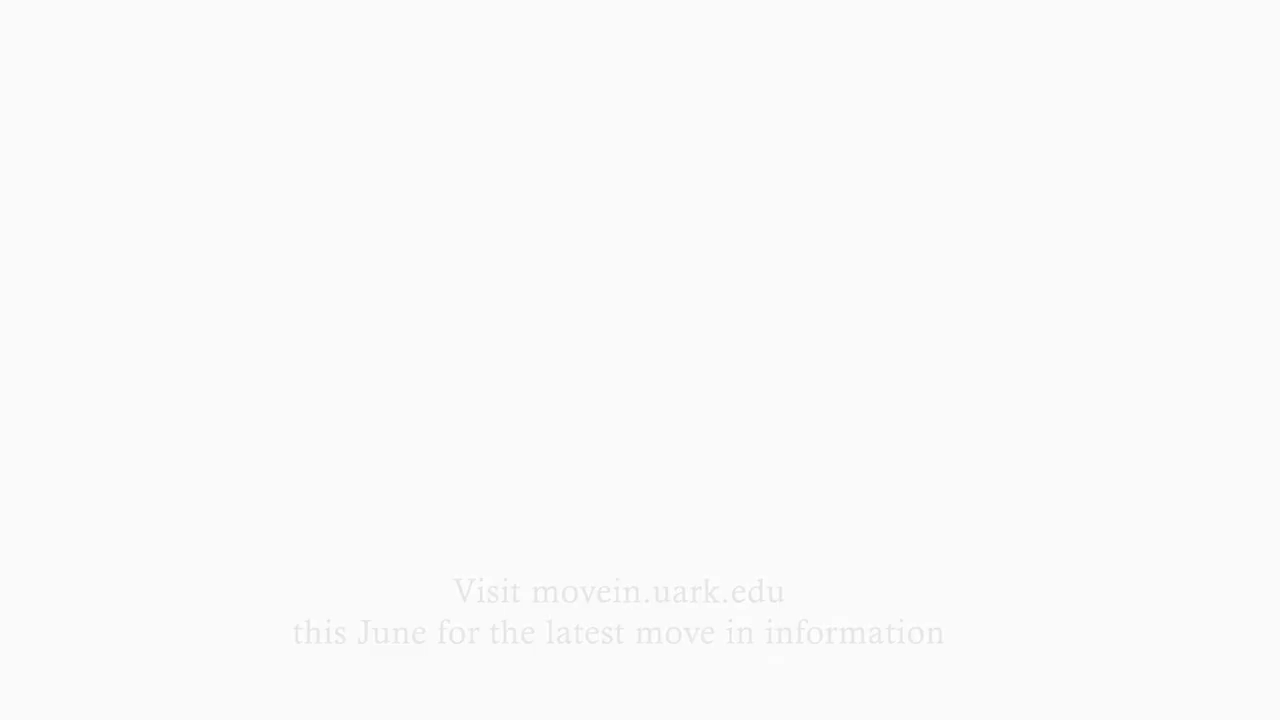 Visit movein.uark.edu
this June for the latest move in information